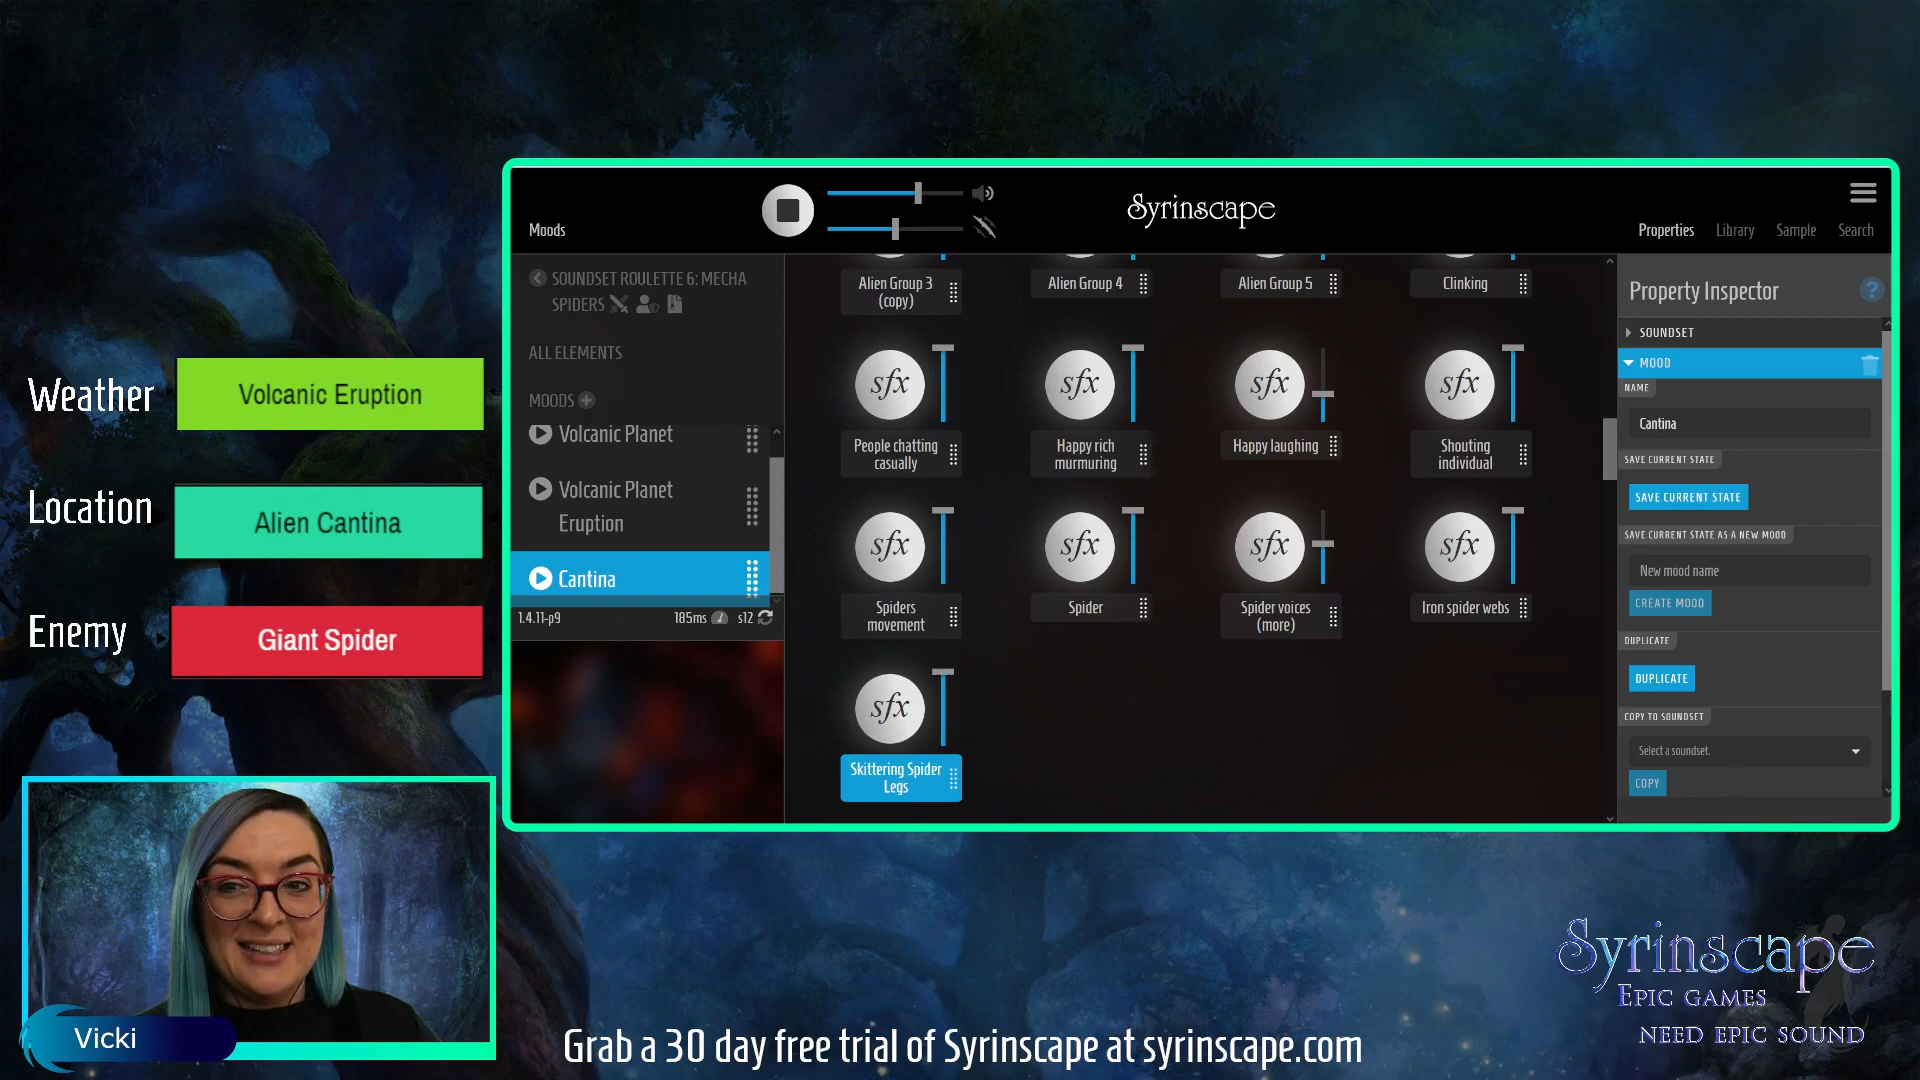 Moods
Syrinscape
Properties
Library
Sample
Search
SOUNDSET ROULETTE 6: MECHA
SPIDERS
ALL ELEMENTS
MOODS
Volcanic Planet
Volcanic Planet
Eruption
Cantina
1.4.11-p9
185ms
s12
Alien Group 3
(copy)
Alien Group 4
Alien Group 5
Clinking
sfx
sfx
sfx
sfx
People chatting
casually
Happy rich
murmuring
Happy laughing
Shouting
individual
sfx
sfx
sfx
sfx
Spiders
movement
Spider
Spider voices
(more)
Iron spider webs
sfx
Skittering Spider
Legs
Property Inspector
?
SOUNDSET
MOOD
NAME
Cantina
SAVE CURRENT STATE
SAVE CURRENT STATE
SAVE CURRENT STATE AS A NEW MOOD
New mood name
CREATE MOOD
DUPLICATE
DUPLICATE
COPY TO SOUNDSET
Select a soundset.
COPY
Weather
Volcanic Eruption
Location
Alien Cantina
Enemy
Giant Spider
Vicki
Grab a 30 day free trial of Syrinscape at syrinscape.com
Syrinscape
EPIC GAMES
NEED EPIC SOUND